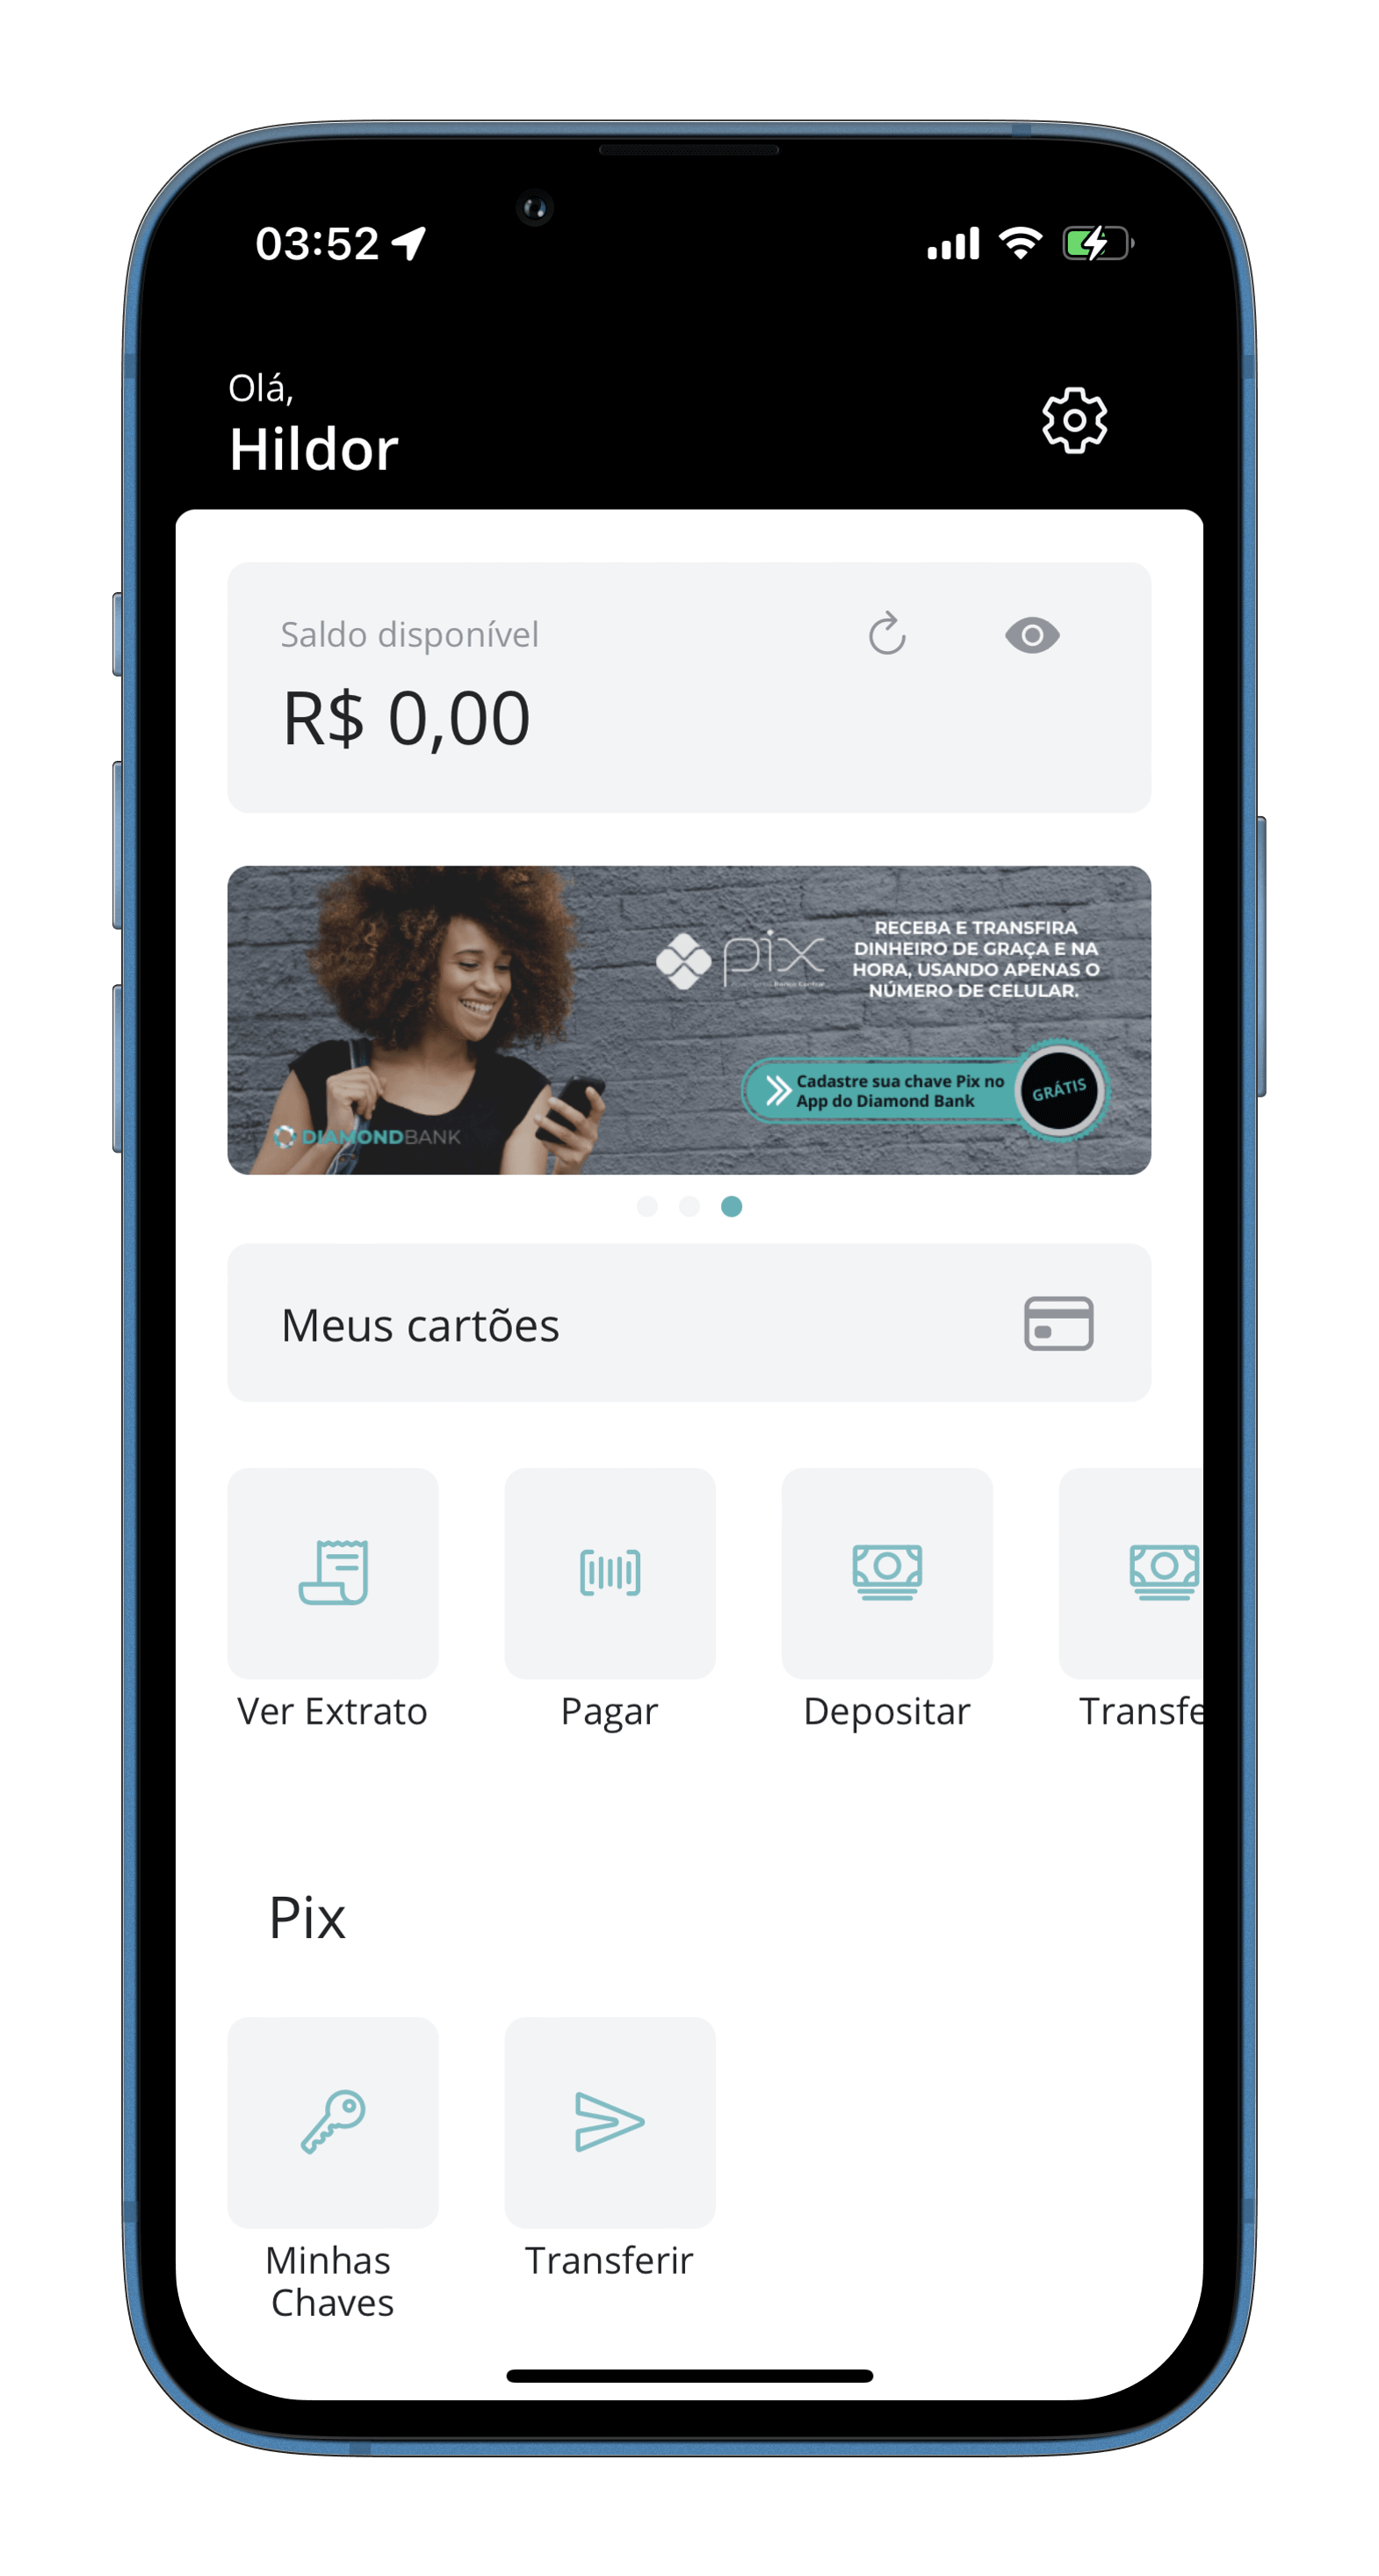 03:52
Olá,
Hildor
Saldo disponível
R$ 0,00
pix
Banco Central
RECEBA E TRANSFIRA
DINHEIRO DE GRAÇA E NA
HORA, USANDO APENAS O
NÚMERO DE CELULAR.
Cadastre sua chave Pix no
App do Diamond Bank
GRÁTIS
DIAMONDBANK
Meus cartões
Ver Extrato
Pagar
Depositar
Transfe
Pix
Minhas
Chaves
Transferir